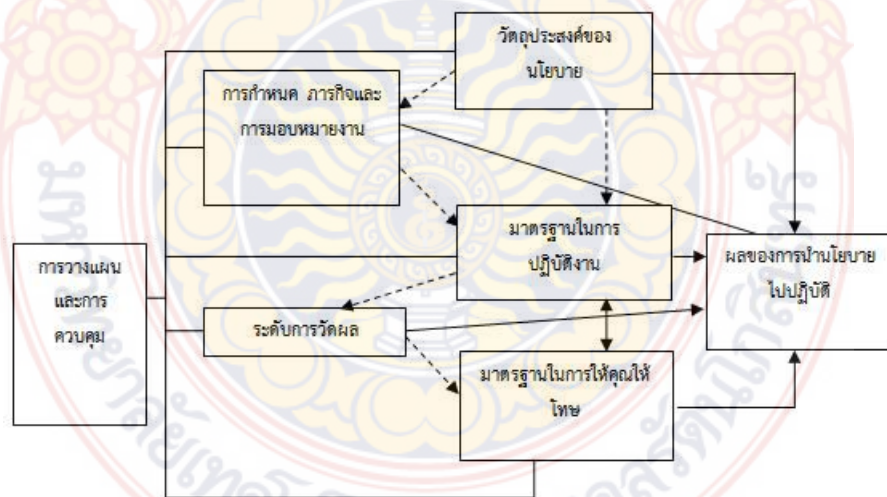 วัตถุประสงค์ของ
นโยบาย
การกำหนด ภารกิจและ
การมอบหมายงาน
มาตรฐานในการ
ปฏิบัติงาน
การวางแผน
และการ
ควบคุม
ผลของการนำนโยบาย
ไปปฏิบัติ
ระดับการวัดผล
มาตรฐานในการให้คุณให้
โทษ